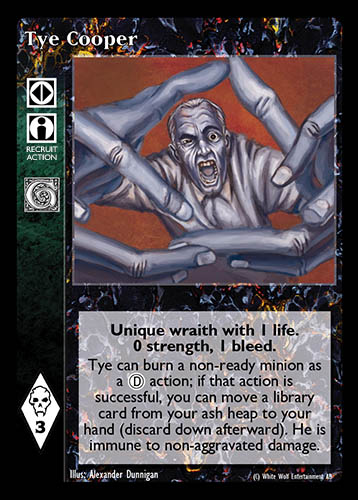 Tye Cooper
RECRUIT
ACTION
Unique wraith with 1 life.
0 strength, 1 bleed.
Tye can burn a non-ready minion as
a Ⓓ action; if that action is
successful, you can move a library
card from your ash heap to your
hand (discard down afterward). He is
immune to non-aggravated damage.
3
Illus: Alexander Dunnigan
(C) White Wolf Entertainment AB